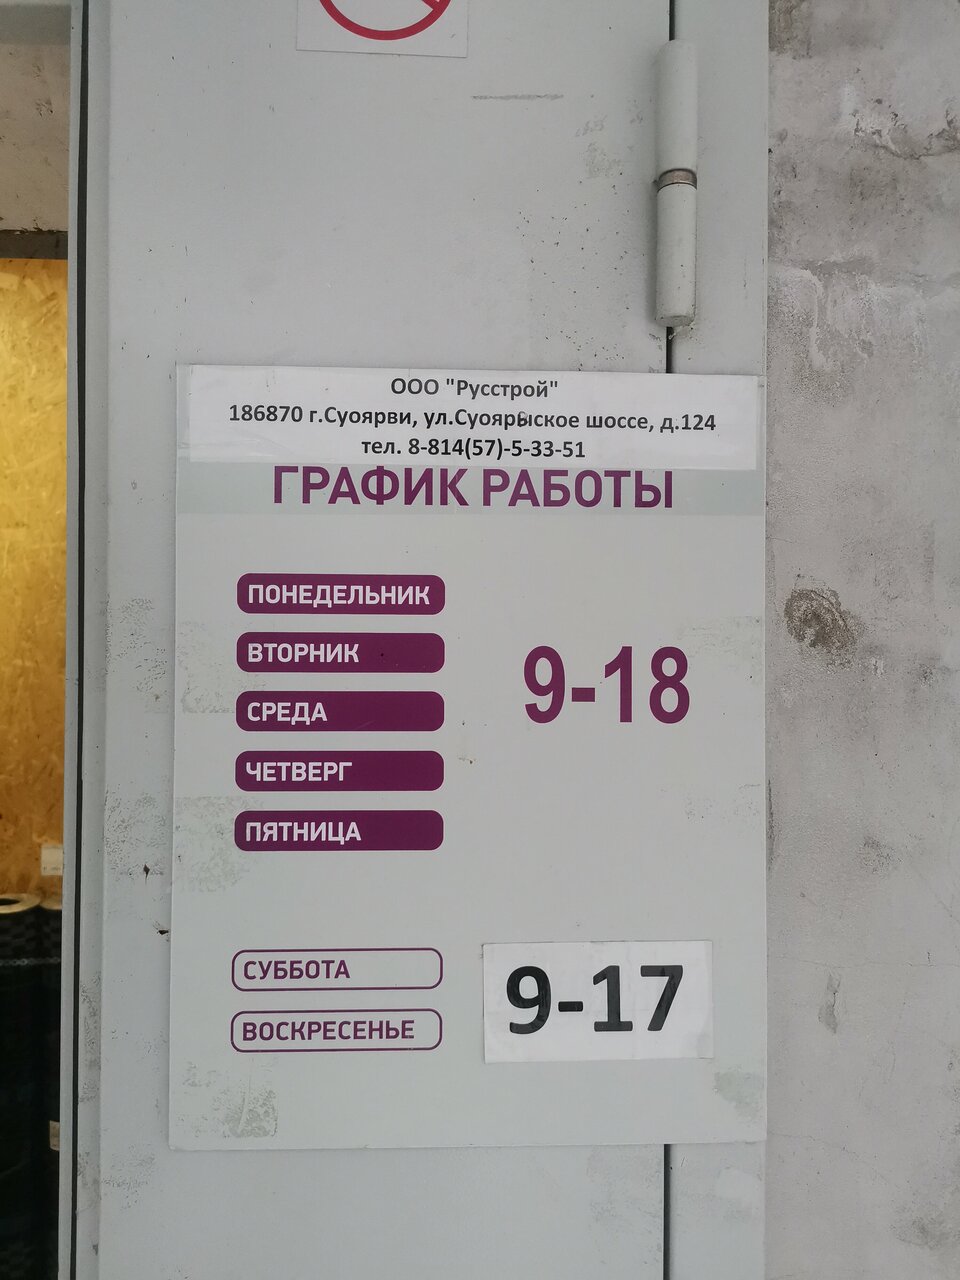 ООО "Русстрой"
186870 г.Суоярви, ул.Суоярвское шоссе, д.124
тел. 8-814(57)-5-33-51
ГРАФИК РАБОТЫ
ПОНЕДЕЛЬНИК
ВТОРНИК
СРЕДА
ЧЕТВЕРГ
ПЯТНИЦА
9-18
СУББОТА
ВОСКРЕСЕНЬЕ
9-17